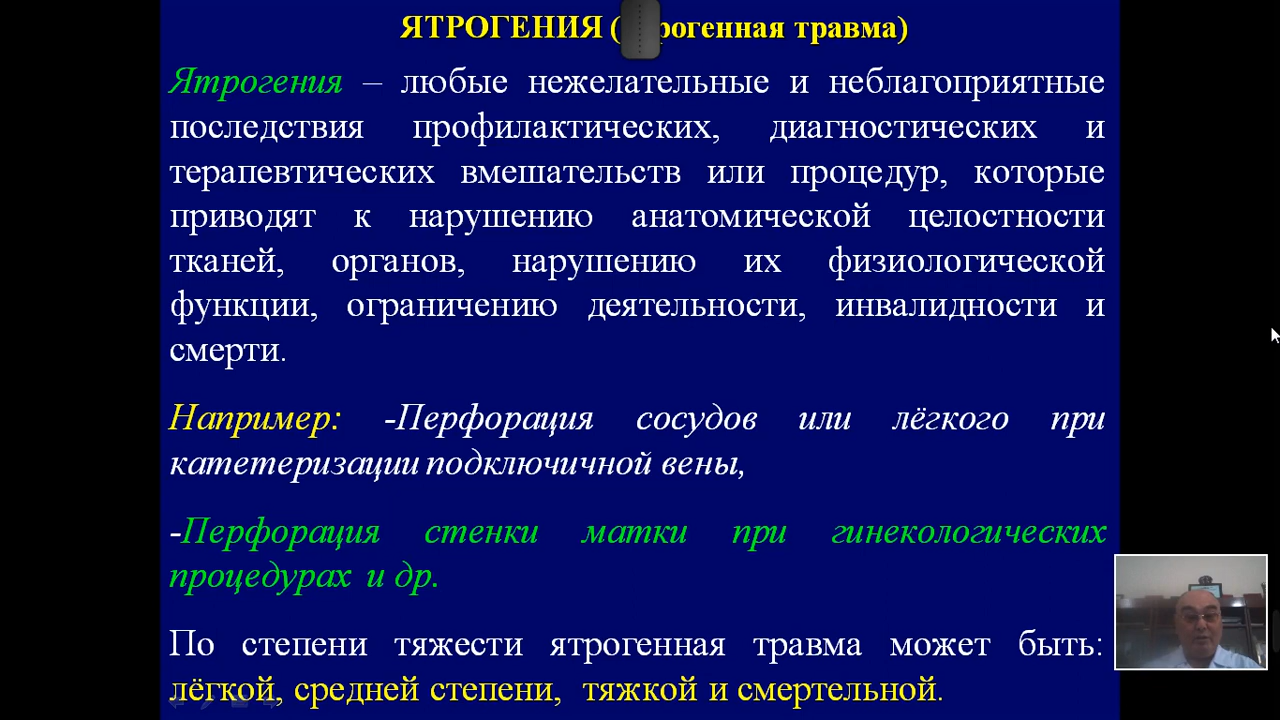 ЯТРОГЕНИЯ ( рогенная травма)
Ятрогения – любые нежелательные и неблагоприятные
последствия профилактических, диагностических и
терапевтических вмешательств или процедур, которые
приводят к нарушению анатомической целостности
тканей, органов, нарушению их физиологической
функции, ограничению деятельности, инвалидности и
смерти.
Например: -Перфорация сосудов или лёгкого при
катетеризации подключичной вены,
-Перфорация стенки матки при гинекологических
процедурах и др.
По степени тяжести ятрогенная травма может быть:
лёгкой, средней степени, тяжкой и смертельной.